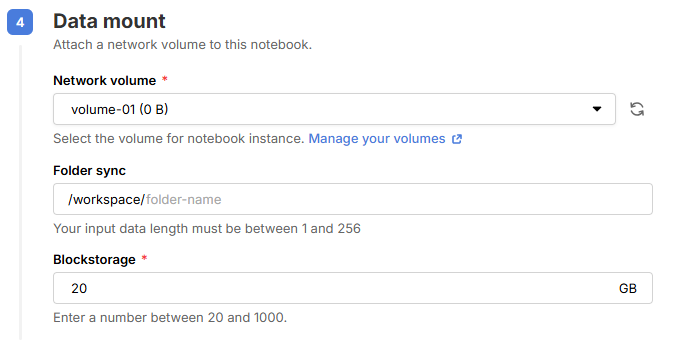 4
Data mount
Attach a network volume to this notebook.
Network volume *
volume-01 (0 B)
Select the volume for notebook instance. Manage your volumes
Folder sync
/workspace/folder-name
Your input data length must be between 1 and 256
Blockstorage *
20 GB
Enter a number between 20 and 1000.